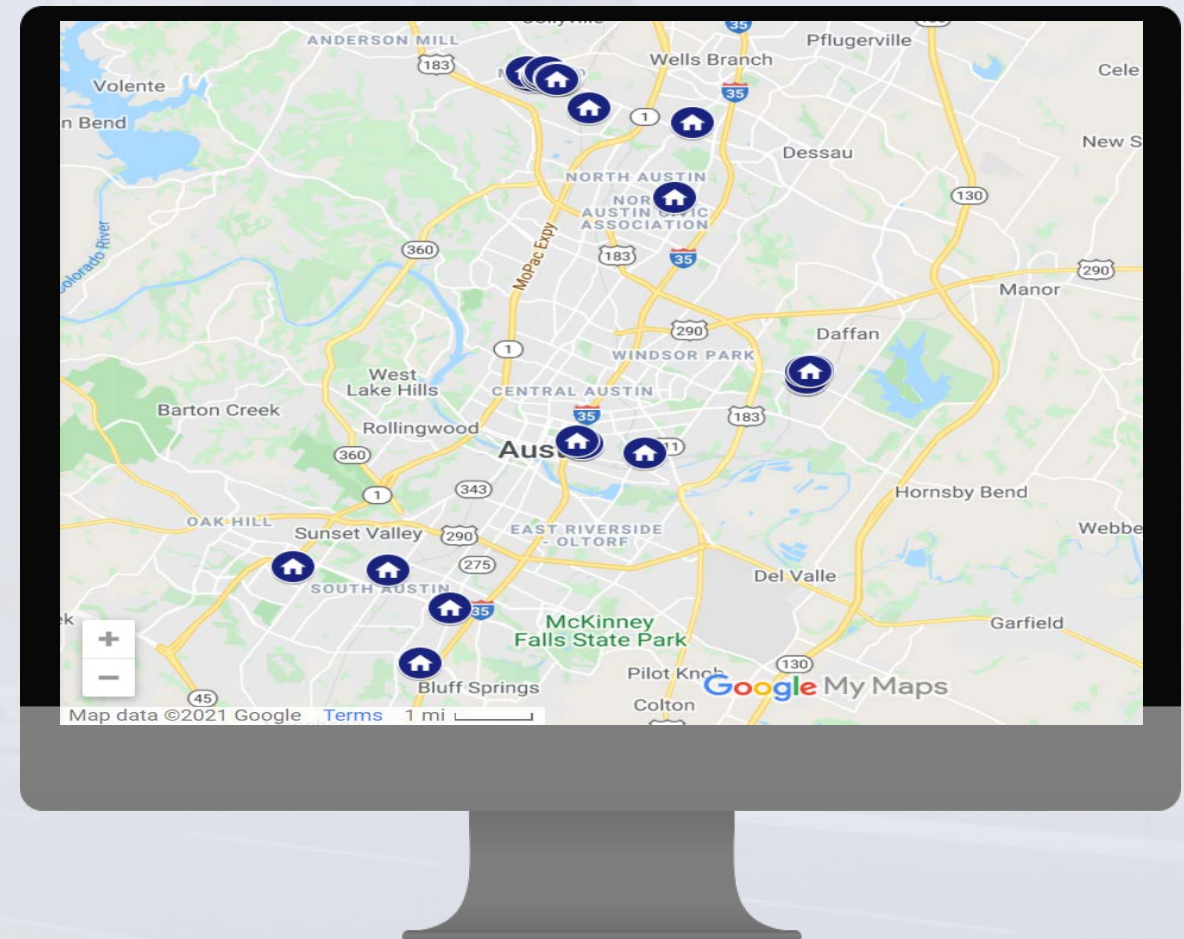 35
ANDERSON MILL
Pflugerville
183
Wells Branch
Cele
Volente
35
n Bend
1
New S
Dessau
NORTH AUSTIN
130
AUSTIN CIVIC
ASSOCIATION
Colorado River
360
MoPac Expy
183
35
290
Manor
290
Daffan
1
WINDSOR PARK
West
Lake Hills
CENTRAL AUSTIN
Barton Creek
35
183
Rollingwood
Aus
11
360
343
1
Hornsby Bend
OAK HILL
Sunset Valley
290
EAST RIVERSIDE
- OLTORF
Webbe
275
Del Valle
SOUTH AUSTIN
35
McKinney
Falls State Park
Garfield
k
+
−
130
Pilot Knob
Bluff Springs
Google My Maps
45
Colton
Map data ©2021 Google Terms 1 mi